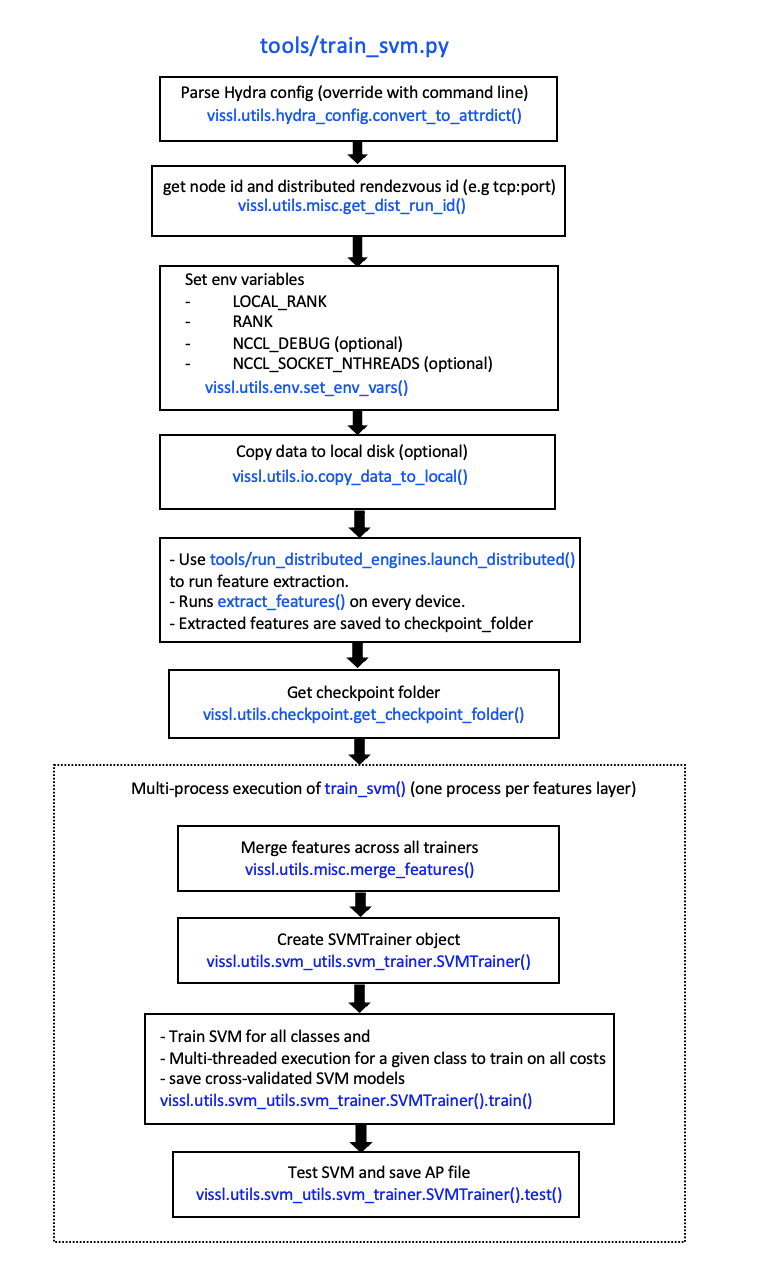 tools/train_svm.py
Parse Hydra config (override with command line)
vissl.utils.hydra_config.convert_to_attrdict()
get node id and distributed rendezvous id (e.g tcp:port)
vissl.utils.misc.get_dist_run_id()
Set env variables
- LOCAL_RANK
- RANK
- NCCL_DEBUG (optional)
- NCCL_SOCKET_NTHREADS (optional)
vissl.utils.env.set_env_vars()
Copy data to local disk (optional)
vissl.utils.io.copy_data_to_local()
- Use tools/run_distributed_engines.launch_distributed()
to run feature extraction.
- Runs extract_features() on every device.
- Extracted features are saved to checkpoint_folder
Get checkpoint folder
vissl.utils.checkpoint.get_checkpoint_folder()
Multi-process execution of train_svm() (one process per features layer)
Merge features across all trainers
vissl.utils.misc.merge_features()
Create SVMTrainer object
vissl.utils.svm_utils.svm_trainer.SVMTrainer()
- Train SVM for all classes and
- Multi-threaded execution for a given class to train on all costs
- save cross-validated SVM models
vissl.utils.svm_utils.svm_trainer.SVMTrainer().train()
Test SVM and save AP file
vissl.utils.svm_utils.svm_trainer.SVMTrainer().test()